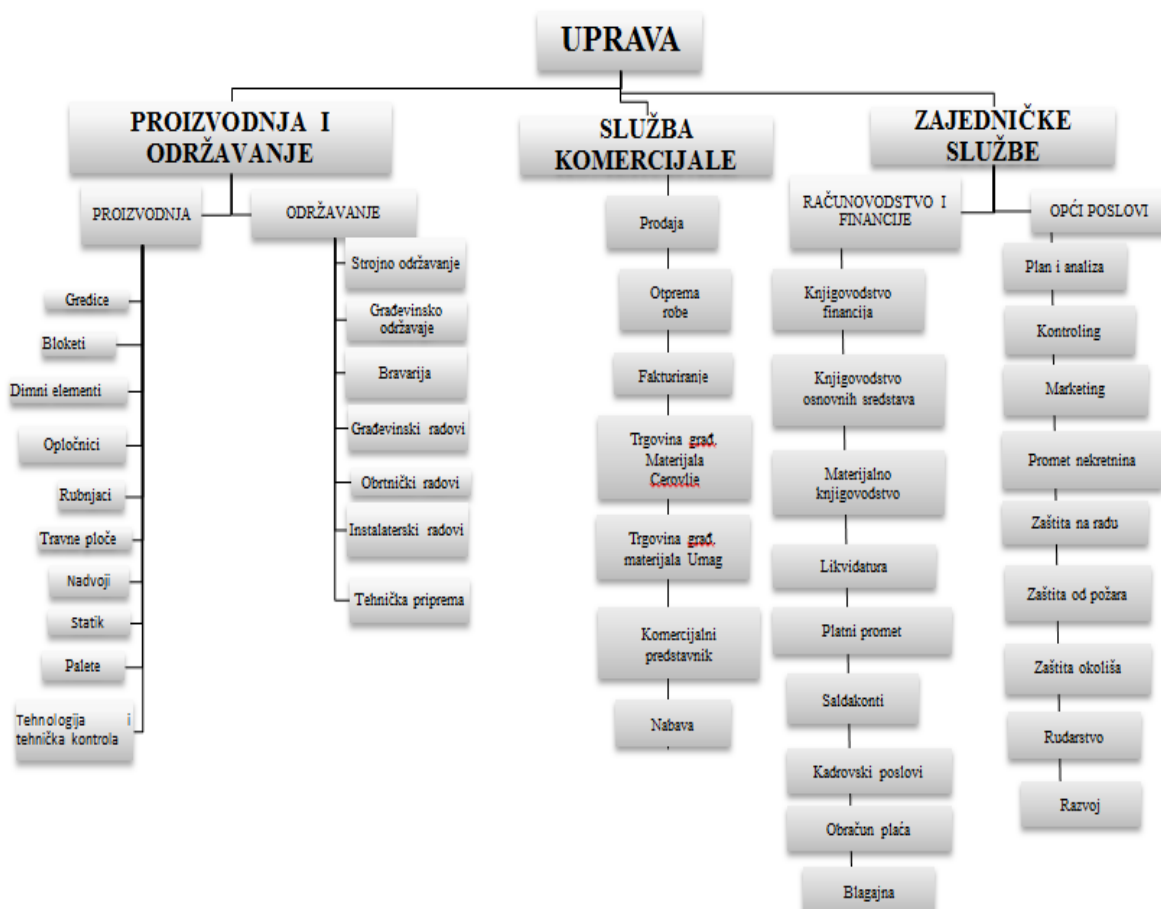 UPRAVA
PROIZVODNJA I
ODRŽAVANJE
PROIZVODNJA
Gredice
Bloketi
Dimni elementi
Opločnici
Rubnjaci
Travne ploče
Nadvoji
Statik
Palete
Tehnologija i
tehnička kontrola
ODRŽAVANJE
Strojno održavanje
Građevinsko
održavaje
Bravarija
Građevinski radovi
Obrtnički radovi
Instalaterski radovi
Tehnička priprema
SLUŽBA
KOMERCIJALE
Prodaja
Otprema
robe
Fakturiranje
Trgovina građ.
Materijala
Cerovlje
Trgovina građ.
materijala Umag
Komercijalni
predstavnik
Nabava
ZAJEDNIČKE
SLUŽBE
RAČUNOVODSTVO I
FINANCIJE
Knjigovodstvo
financija
Knjigovodstvo
osnovnih sredstava
Materijalno
knjigovodstvo
Likvidatura
Platni promet
Saldakonti
Kadrovski poslovi
Obračun plaća
Blagajna
OPĆI POSLOVI
Plan i analiza
Kontroling
Marketing
Promet nekretnina
Zaštita na radu
Zaštita od požara
Zaštita okoliša
Rudarstvo
Razvoj